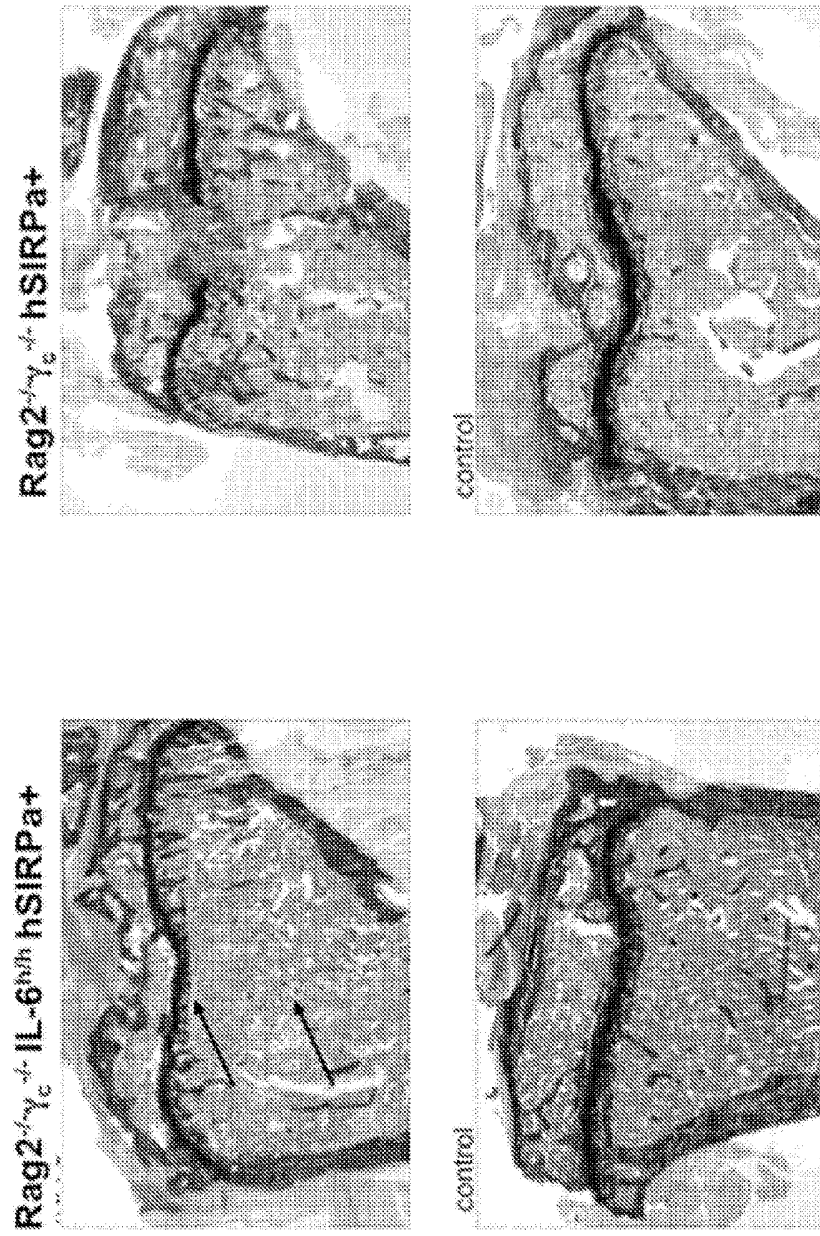 Rag2⁻/⁻γc⁻/⁻ IL-6ʰ/ʰ hSIRPa+
Rag2⁻/⁻γc⁻/⁻ hSIRPa+
control
control